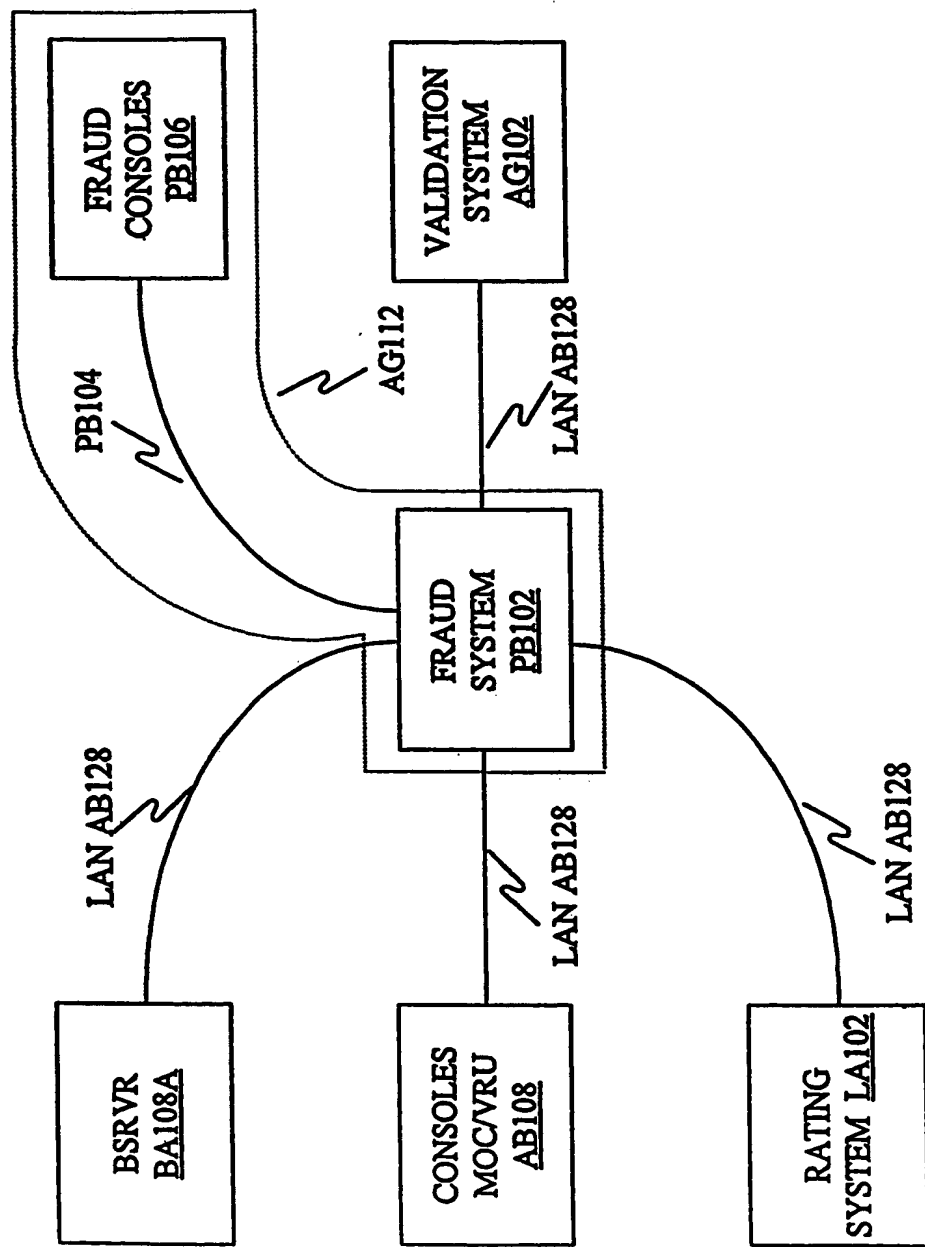 BSRVR
BA108A
LAN AB128
PB104
FRAUD
CONSOLES
PB106
AG112
CONSOLES
MOC/VRU
AB108
LAN AB128
FRAUD
SYSTEM
PB102
LAN AB128
VALIDATION
SYSTEM
AG102
RATING
SYSTEM LA102
LAN AB128